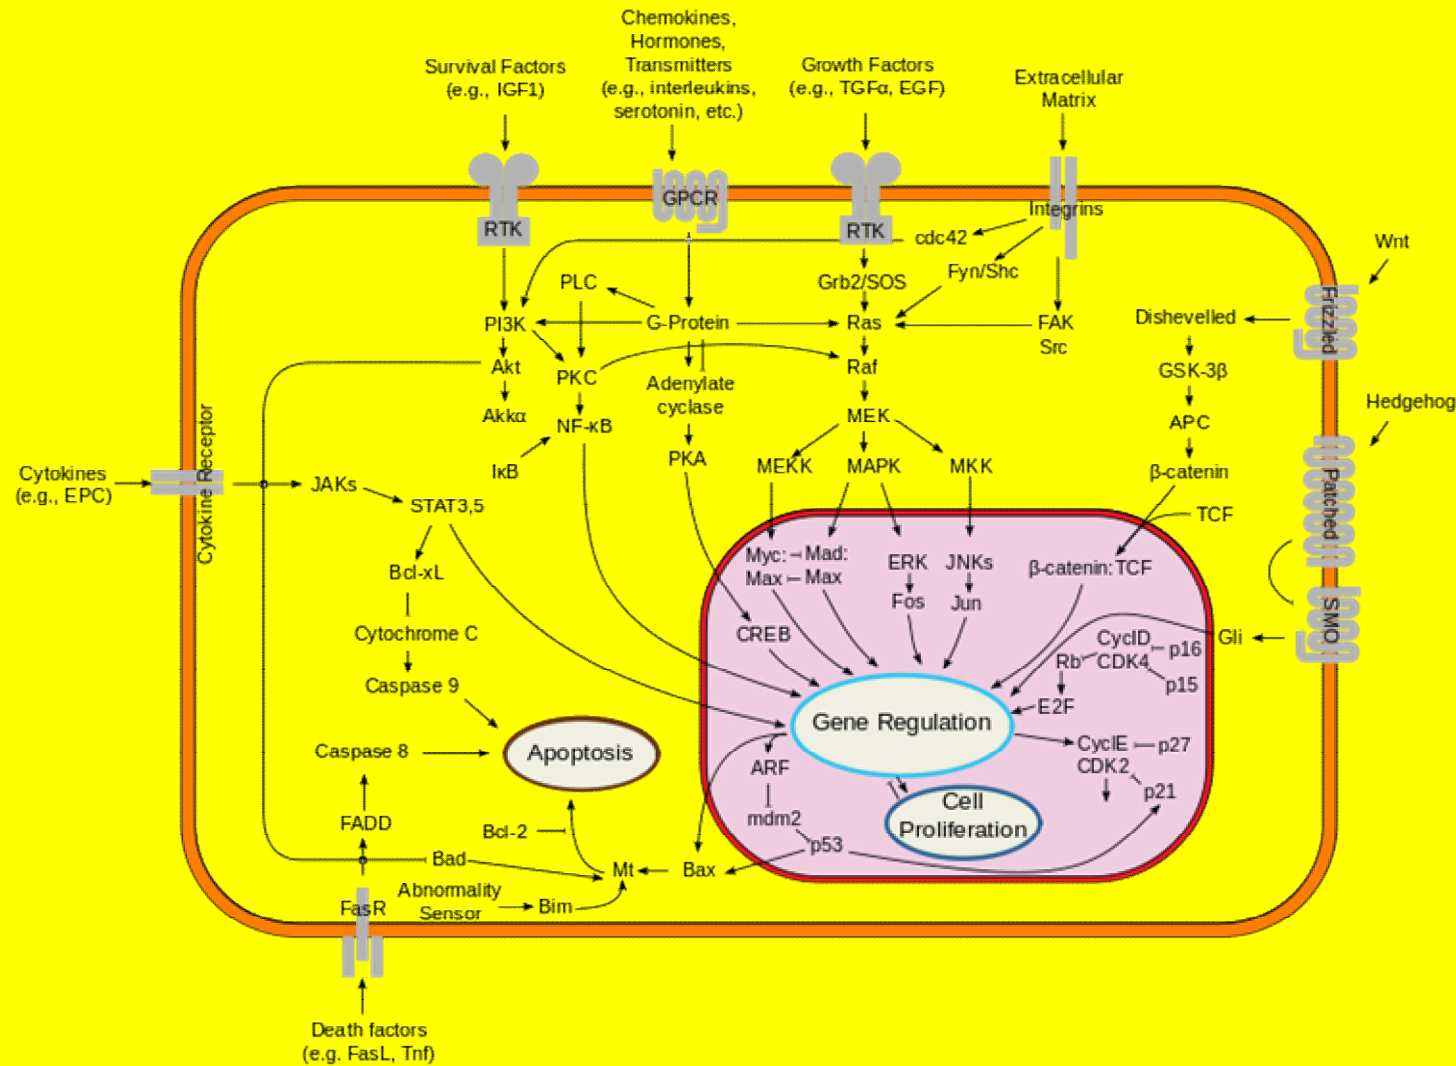 Chemokines,
Hormones,
Transmitters
(e.g., interleukins,
serotonin, etc.)
Survival Factors
(e.g., IGF1)
Growth Factors
(e.g., TGFα, EGF)
Extracellular
Matrix
RTK
GPCR
RTK
Integrins
cdc42
Fyn/Shc
Wnt
Frizzled
PLC
Grb2/SOS
PI3K
G-Protein
Ras
FAK
Src
Dishevelled
Akt
PKC
Raf
GSK-3β
Adenylate
cyclase
Akkα
NF-κB
MEK
APC
Hedgehog
IκB
PKA
MEKK
MAPK
MKK
β-catenin
Patched
Cytokines
(e.g., EPC)
Cytokine Receptor
JAKs
STAT3,5
TCF
Myc:
Mad:
Max
Max
ERK
JNKs
β-catenin:TCF
Bcl-xL
Fos
Jun
Cytochrome C
CREB
SMO
Gli
CyclD
p16
Rb
CDK4
p15
Caspase 9
E2F
Gene Regulation
Caspase 8
Apoptosis
CyclE
p27
CDK2
p21
ARF
mdm2
Cell
Proliferation
FADD
Bcl-2
p53
Bad
Mt
Bax
Abnormality
Sensor
Bim
FasR
Death factors
(e.g. FasL, Tnf)